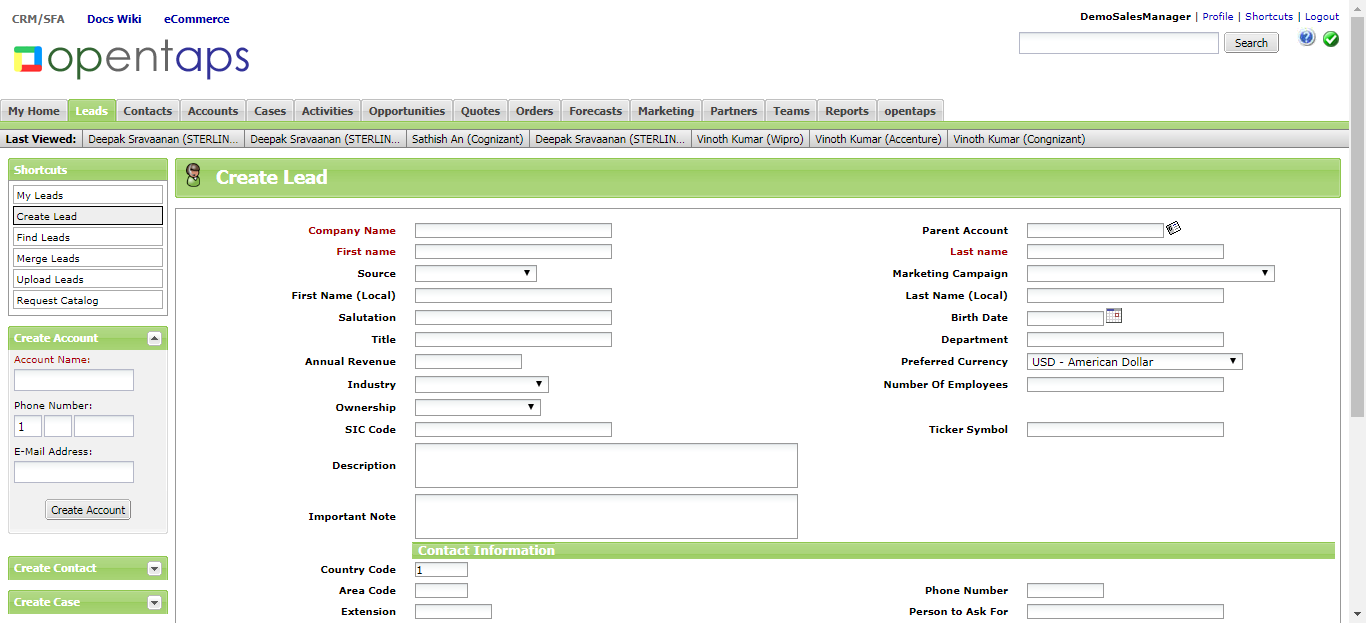 CRM/SFA Docs Wiki eCommerce
DemoSalesManager | Profile | Shortcuts | Logout
opentaps
Search
My Home Leads Contacts Accounts Cases Activities Opportunities Quotes Orders Forecasts Marketing Partners Teams Reports opentaps
Last Viewed: Deepak Sravaanan (STERLIN... Deepak Sravaanan (STERLIN... Sathish An (Cognizant) Deepak Sravaanan (STERLIN... Vinoth Kumar (Wipro) Vinoth Kumar (Accenture) Vinoth Kumar (Congnizant)
Shortcuts
My Leads
Create Lead
Find Leads
Merge Leads
Upload Leads
Request Catalog
Create Account
Account Name:
Phone Number:
1
E-Mail Address:
Create Account
Create Contact
Create Case
Create Lead
Company Name Parent Account
First name Last name
Source Marketing Campaign
First Name (Local) Last Name (Local)
Salutation Birth Date
Title Department
Annual Revenue Preferred Currency USD - American Dollar
Industry Number Of Employees
Ownership
SIC Code Ticker Symbol
Description
Important Note
Contact Information
Country Code 1
Area Code Phone Number
Extension Person to Ask For